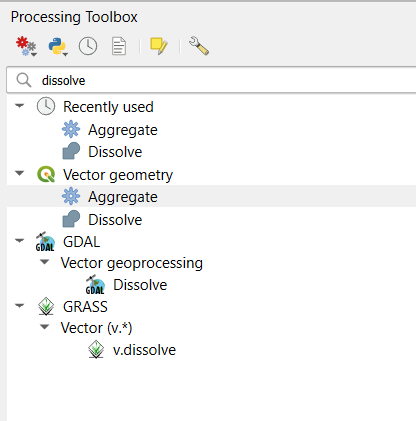 Processing Toolbox
dissolve
Recently used
Aggregate
Dissolve
Vector geometry
Aggregate
Dissolve
GDAL
Vector geoprocessing
GDAL Dissolve
GRASS
Vector (v.*)
v.dissolve